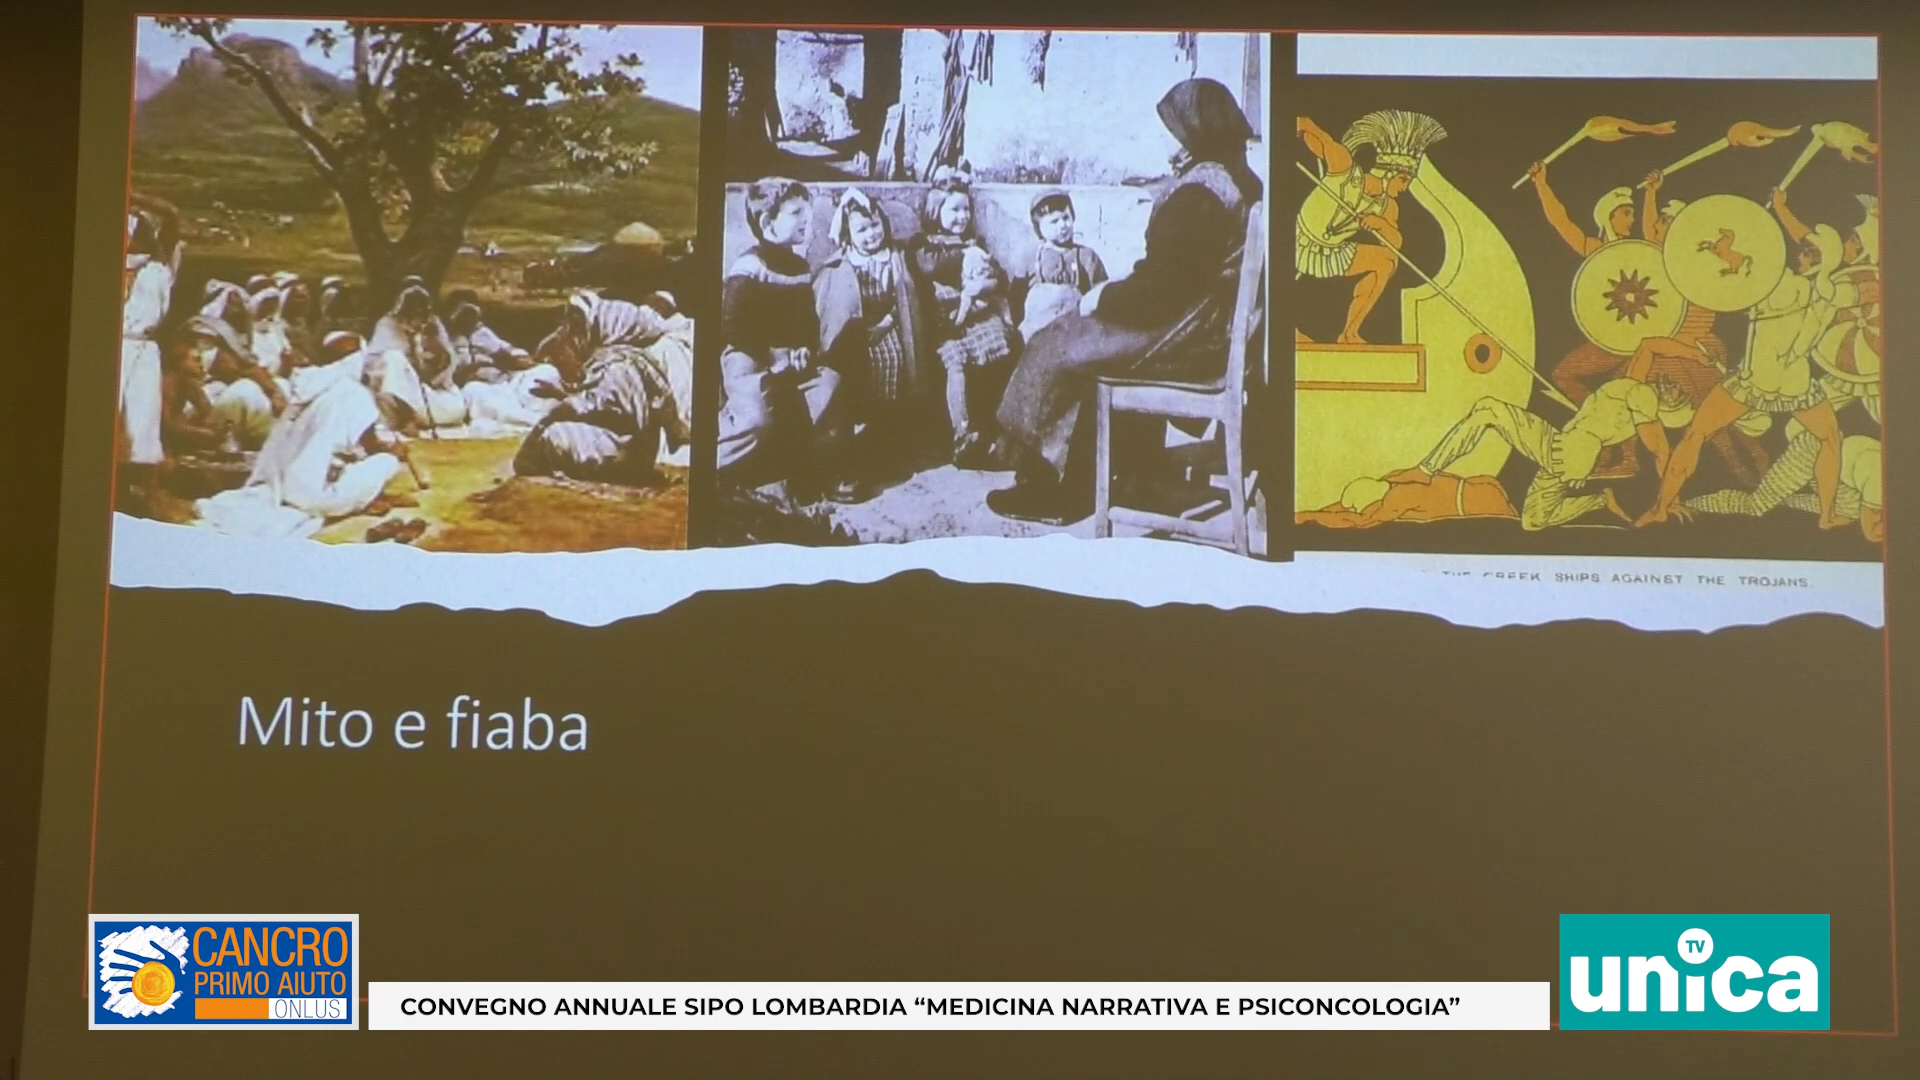 GREEK SHIPS AGAINST THE TROJANS.
Mito e fiaba
CANCRO
PRIMO AIUTO
ONLUS
CONVEGNO ANNUALE SIPO LOMBARDIA “MEDICINA NARRATIVA E PSICONCOLOGIA”
TV
unica